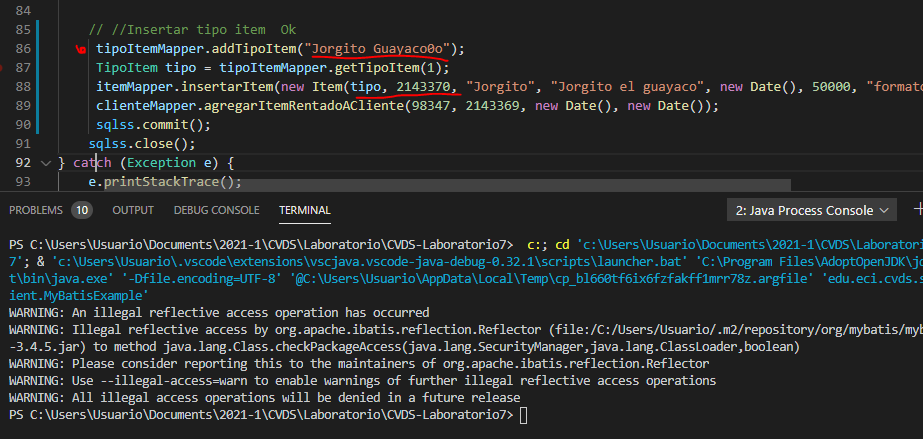 84
85 // //Insertar tipo item  Ok
86 tipoItemMapper.addTipoItem("Jorgito Guayaco0o");
87 TipoItem tipo = tipoItemMapper.getTipoItem(1);
88 itemMapper.insertarItem(new Item(tipo, 2143370, "Jorgito", "Jorgito el guayaco", new Date(), 50000, "formato
89 clienteMapper.agregarItemRentadoACliente(98347, 2143369, new Date(), new Date());
90 sqlss.commit();
91 sqlss.close();
92 } catch (Exception e) {
93 e.printStackTrace();
PROBLEMS 10 OUTPUT DEBUG CONSOLE TERMINAL 2: Java Process Console
PS C:\Users\Usuario\Documents\2021-1\CVDS\Laboratorio\CVDS-Laboratorio7>  c:; cd 'c:\Users\Usuario\Documents\2021-1\CVDS\Laboratori
7'; & 'c:\Users\Usuario\.vscode\extensions\vscjava.vscode-java-debug-0.32.1\scripts\launcher.bat' 'C:\Program Files\AdoptOpenJDK\jd
t\bin\java.exe' '-Dfile.encoding=UTF-8' '@C:\Users\Usuario\AppData\Local\Temp\cp_bl660tf6ix6fzfakff1mrr78z.argfile' 'edu.eci.cvds.s
ient.MyBatisExample'
WARNING: An illegal reflective access operation has occurred
WARNING: Illegal reflective access by org.apache.ibatis.reflection.Reflector (file:/C:/Users/Usuario/.m2/repository/org/mybatis/myb
-3.4.5.jar) to method java.lang.Class.checkPackageAccess(java.lang.SecurityManager,java.lang.ClassLoader,boolean)
WARNING: Please consider reporting this to the maintainers of org.apache.ibatis.reflection.Reflector
WARNING: Use --illegal-access=warn to enable warnings of further illegal reflective access operations
WARNING: All illegal access operations will be denied in a future release
PS C:\Users\Usuario\Documents\2021-1\CVDS\Laboratorio\CVDS-Laboratorio7>